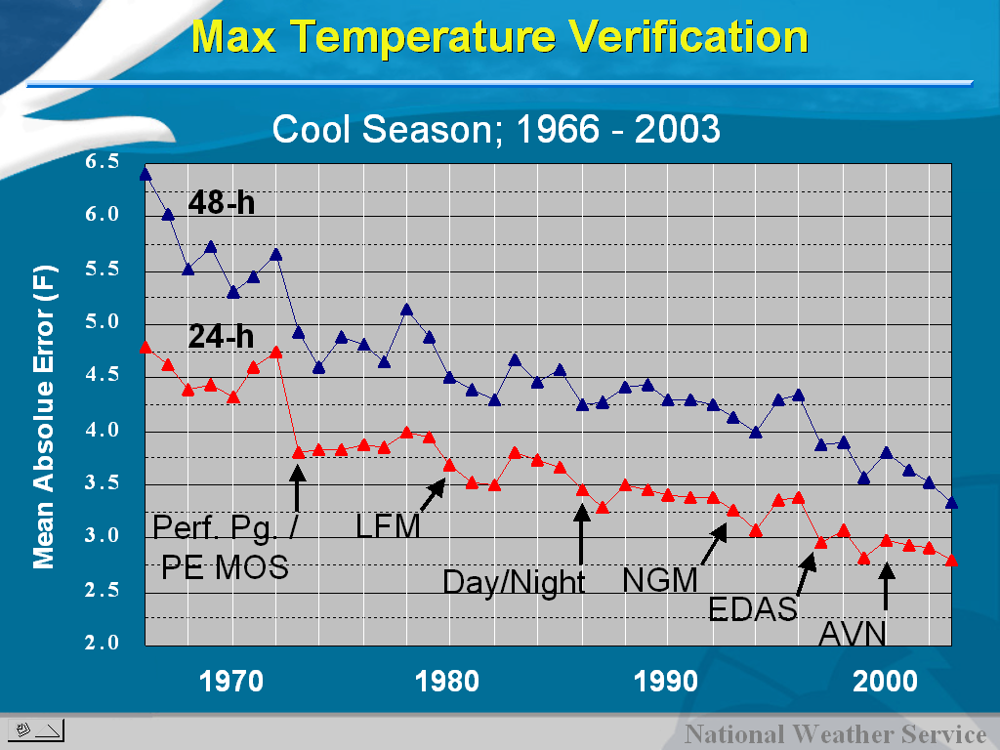 Max Temperature Verification
Cool Season; 1966 - 2003
Mean Absolue Error (F)
6.5
6.0
5.5
5.0
4.5
4.0
3.5
3.0
2.5
2.0
48-h
24-h
Perf. Pg. /
PE MOS
LFM
Day/Night
NGM
EDAS
AVN
1970
1980
1990
2000
National Weather Service